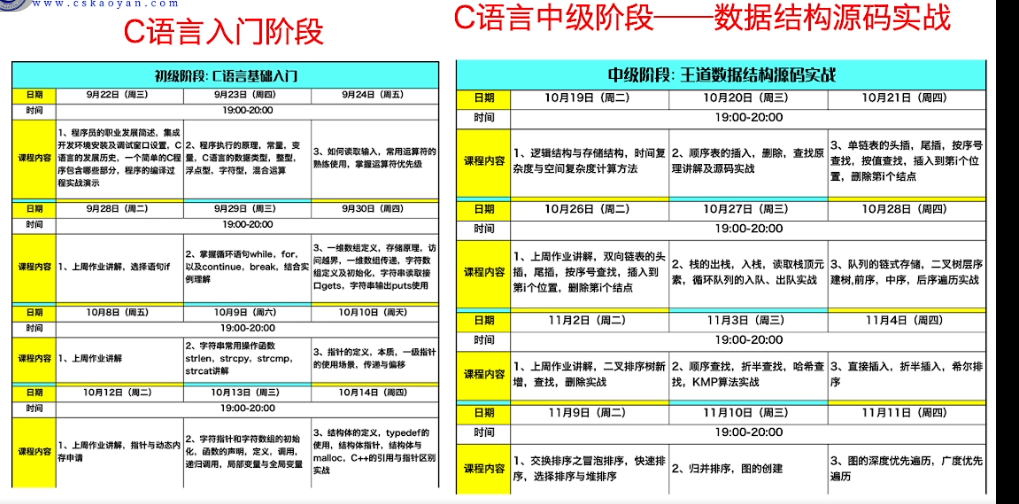 www.cskaoyan.com
C语言入门阶段
C语言中级阶段——数据结构源码实战
初级阶段: C语言基础入门
日期 9月22日（周三） 9月23日（周四） 9月24日（周五）
时间 19:00-20:00
课程内容
1、程序员的职业发展简述，集成
开发环境安装及调试窗口设置，C
语言的发展历史，一个简单的C程
序包含哪些部分，程序的编译过
程实战演示
2、程序执行的原理，常量，变
量，C语言的数据类型，整型，
浮点型，字符型，混合运算
3、如何读取输入，常用运算符的
熟练使用，掌握运算符优先级
日期 9月28日（周二） 9月29日（周三） 9月30日（周四）
时间 19:00-20:00
课程内容
1、上周作业讲解，选择语句if
2、掌握循环语句while，for，
以及continue，break，结合实
例理解
3、一维数组定义，存储原理，访
问越界，一维数组传递，字符数
组定义及初始化，字符串读取接
口gets，字符串输出puts使用
日期 10月8日（周五） 10月9日（周六） 10月10日（周天）
时间 19:00-20:00
课程内容
1、上周作业讲解
2、字符串常用操作函数
strlen，strcpy，strcmp，
strcat讲解
3、指针的定义，本质，一级指针
的使用场景，传递与偏移
日期 10月12日（周二） 10月13日（周三） 10月14日（周四）
时间 19:00-20:00
课程内容
1、上周作业讲解，指针与动态内
存申请
2、字符指针和字符数组的初始
化，函数的声明，定义，调用，
递归调用，局部变量与全局变量
3、结构体的定义，typedef的
使用，结构体指针，结构体与
malloc，C++的引用与指针区别
实战
中级阶段：王道数据结构源码实战
日期 10月19日（周二） 10月20日（周三） 10月21日（周四）
时间 19:00-20:00
课程内容
1、逻辑结构与存储结构，时间复
杂度与空间复杂度计算方法
2、顺序表的插入，删除，查找原
理讲解及源码实战
3、单链表的头插，尾插，按序号
查找，按值查找，插入到第i个位
置，删除第i个结点
日期 10月26日（周二） 10月27日（周三） 10月28日（周四）
时间 19:00-20:00
课程内容
1、上周作业讲解，双向链表的头
插，尾插，按序号查找，插入到
第i个位置，删除第i个结点
2、栈的出栈，入栈，读取栈顶元
素，循环队列的入队、出队实战
3、队列的链式存储，二叉树层序
建树,前序，中序，后序遍历实战
日期 11月2日（周二） 11月3日（周三） 11月4日（周四）
时间 19:00-20:00
课程内容
1、上周作业讲解，二叉排序树新
增，查找，删除实战
2、顺序查找，折半查找，哈希查
找，KMP算法实战
3、直接插入，折半插入，希尔排
序
日期 11月9日（周二） 11月10日（周三） 11月11日（周四）
时间 19:00-20:00
课程内容
1、交换排序之冒泡排序，快速排
序，选择排序与堆排序
2、归并排序，图的创建
3、图的深度优先遍历，广度优先
遍历